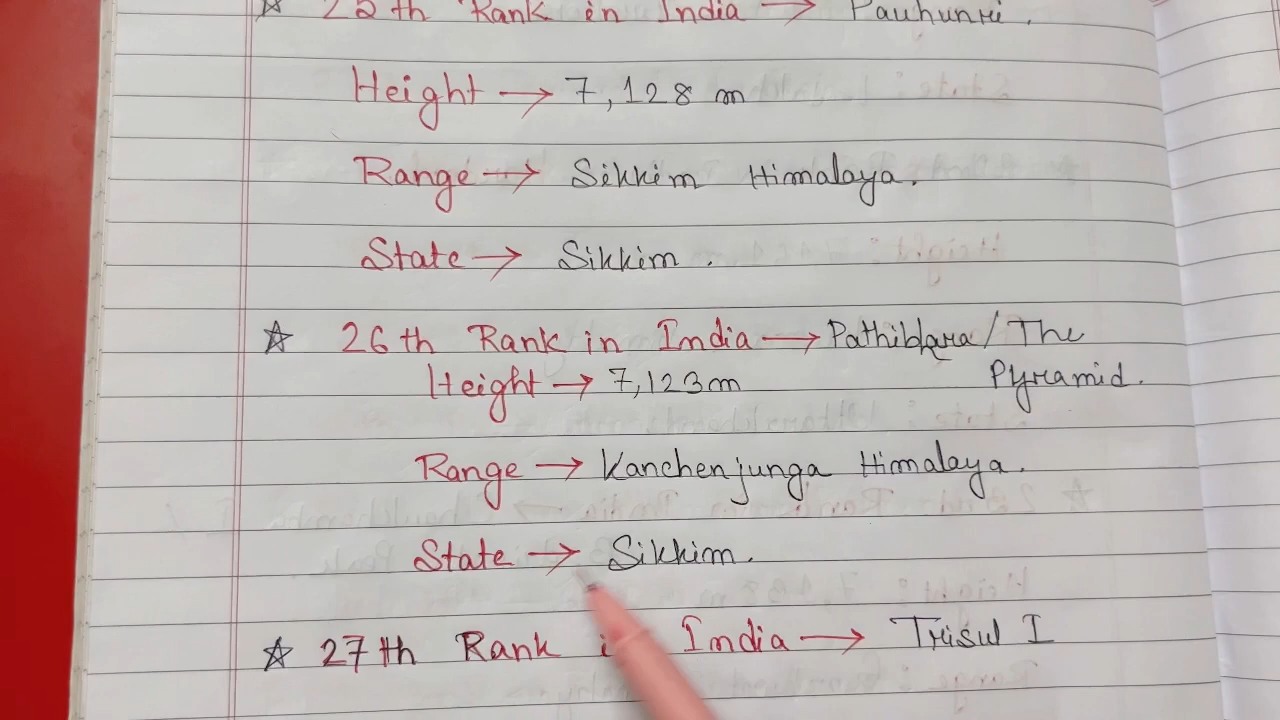 Rank in India → Pauhunri.
Height → 7,128 m
Range → Sikkim Himalaya.
State → Sikkim.
☆ 26th Rank in India → Pathibhara / The
Height → 7,123m Pyramid.
Range → Kanchenjunga Himalaya.
State → Sikkim.
☆ 27th Rank in India → Trisul I